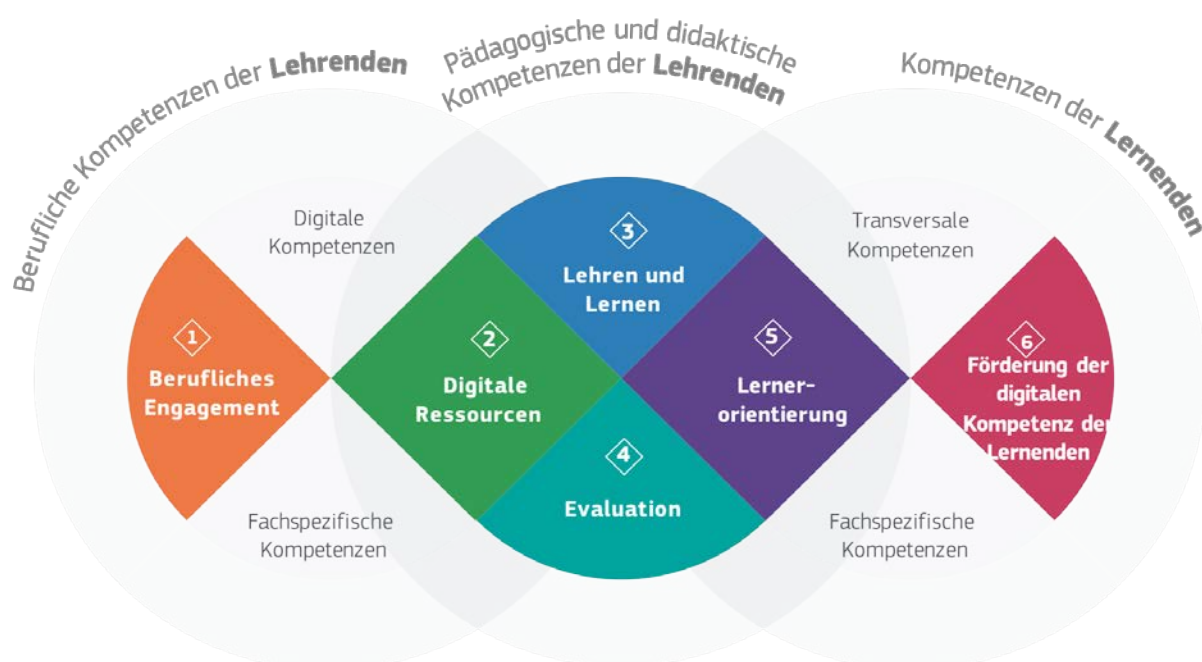 Berufliche Kompetenzen der Lehrenden
Pädagogische und didaktische
Kompetenzen der Lehrenden
Kompetenzen der Lernenden
Digitale
Kompetenzen
Transversale
Kompetenzen
1
Berufliches
Engagement
2
Digitale
Ressourcen
3
Lehren und
Lernen
4
Evaluation
5
Lerner-
orientierung
6
Förderung der
digitalen
Kompetenz der
Lernenden
Fachspezifische
Kompetenzen
Fachspezifische
Kompetenzen